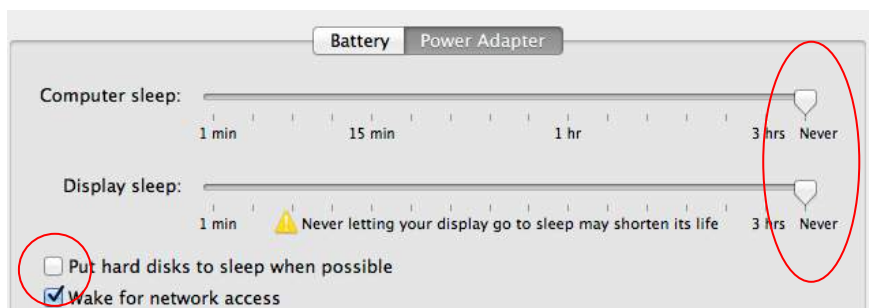 Battery Power Adapter
Computer sleep:
1 min 15 min 1 hr 3 hrs Never
Display sleep:
1 min Never letting your display go to sleep may shorten its life 3 hrs Never
Put hard disks to sleep when possible
Wake for network access